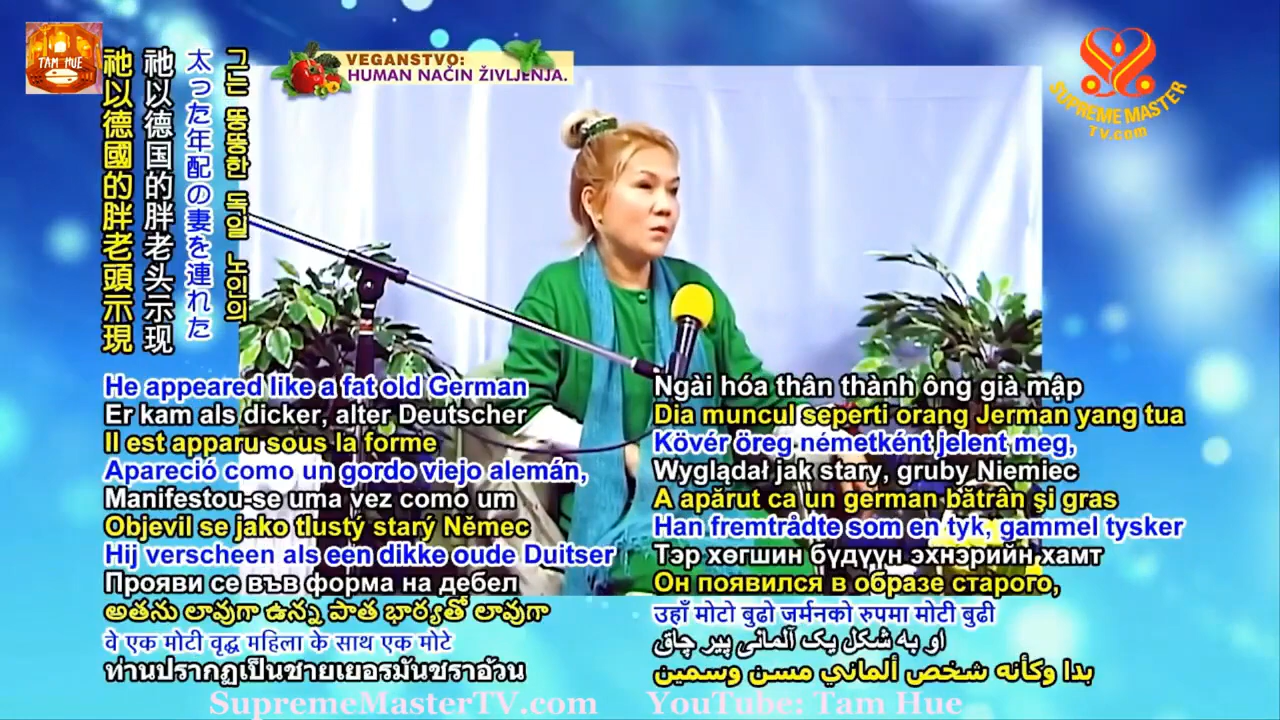 TAM HUE
그는 뚱뚱한 독일 노인의
太った年配の妻を連れた
祂以德国的胖老头示现
祂以德國的胖老頭示現
VEGANSTVO:
HUMAN NAČIN ŽIVLJENJA.
SUPREME MASTER
TV.com
He appeared like a fat old German
Er kam als dicker, alter Deutscher
Il est apparu sous la forme
Apareció como un gordo viejo alemán,
Manifestou-se uma vez como um
Objevil se jako tlustý starý Němec
Hij verscheen als een dikke oude Duitser
Прояви се във форма на дебел
అతను లావుగా ఉన్న పాత భార్యతో లావుగా
वे एक मोटी वृद्ध महिला के साथ एक मोटे
ท่านปรากฏเป็นชายเยอรมันชราอ้วน
Ngài hóa thân thành ông già mập
Dia muncul seperti orang Jerman yang tua
Kövér öreg németként jelent meg,
Wyglądał jak stary, gruby Niemiec
A apărut ca un german bătrân şi gras
Han fremtrådte som en tyk, gammel tysker
Тэр хөгшин бүдүүн эхнэрийн хамт
Он появился в образе старого,
उहाँ मोटो बुढो जर्मनको रुपमा मोटी बुढी
او به شکل یک آلمانی پیر چاق
بدا وكأنه شخص ألماني مسن وسمين
SupremeMasterTV.com
YouTube: Tam Hue